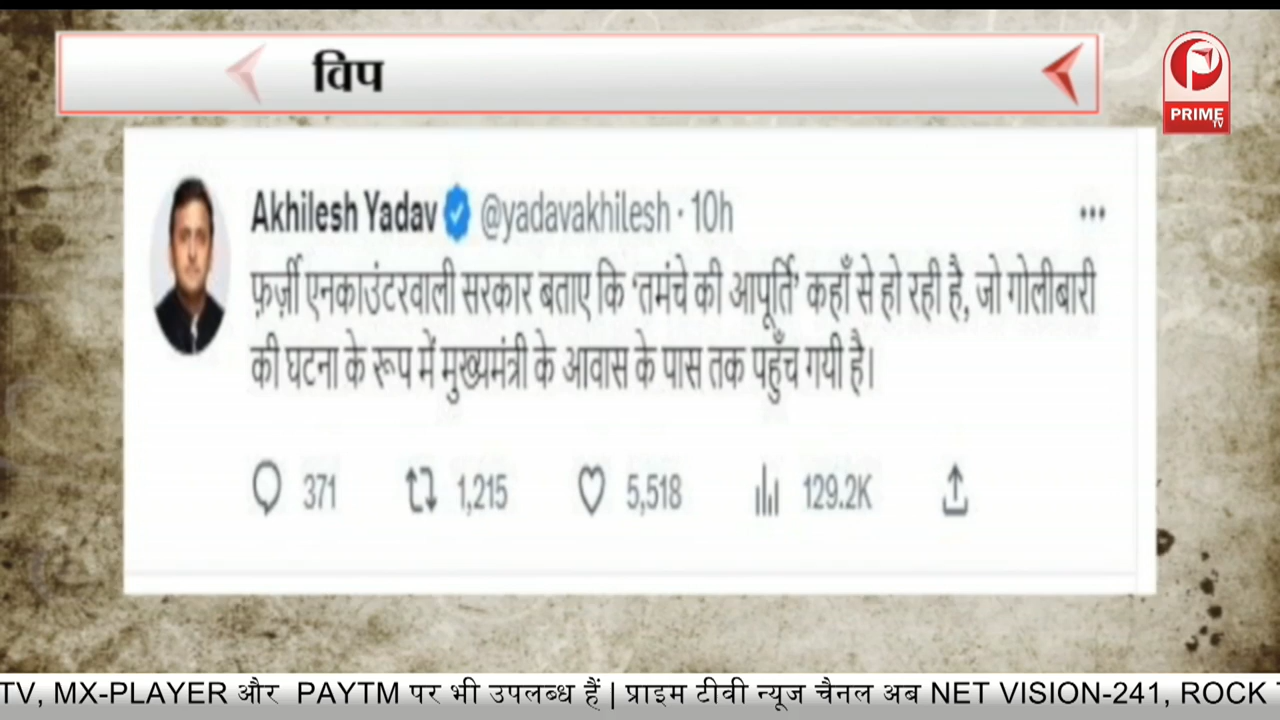 विप
PRIME
TV
Akhilesh Yadav @yadavakhilesh · 10h
फ़र्ज़ी एनकाउंटरवाली सरकार बताए कि 'तमंचे की आपूर्ति' कहाँ से हो रही है, जो गोलीबारी
की घटना के रूप में मुख्यमंत्री के आवास के पास तक पहुँच गयी है।
371 1,215 5,518 129.2K
TV, MX-PLAYER और PAYTM पर भी उपलब्ध हैं | प्राइम टीवी न्यूज चैनल अब NET VISION-241, ROCK